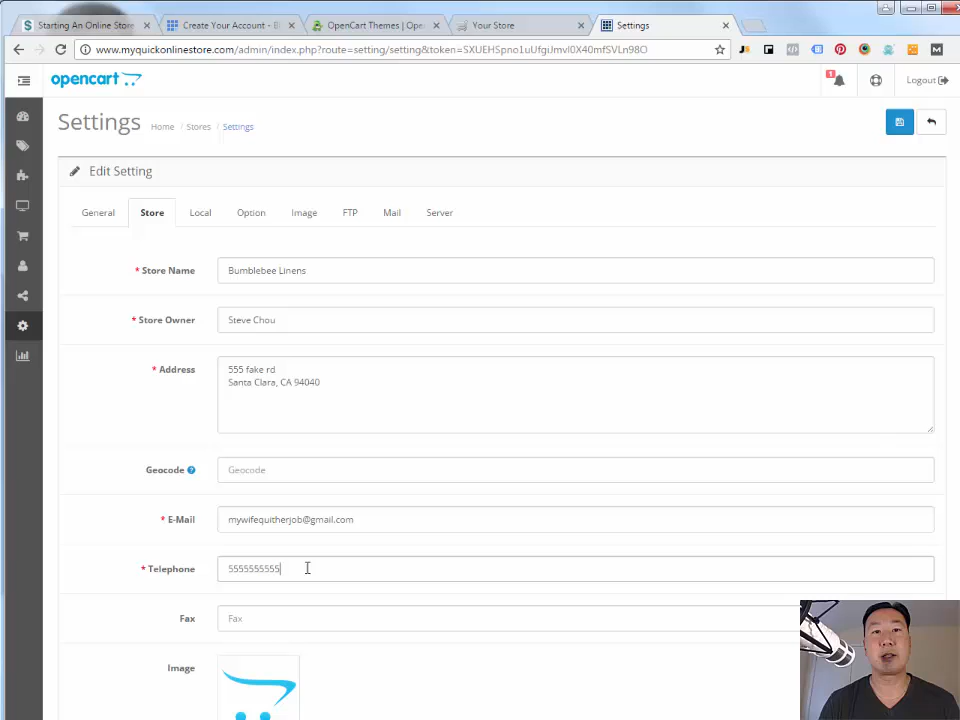 Starting An Online Store
Create Your Account - Bl
OpenCart Themes | Open
Your Store
Settings
www.myquickonlinestore.com/admin/index.php?route=setting/setting&token=SXUEHSpno1uUfgiJmvl0X40mfSVLn98O
opencart
1
Logout
Settings
Home / Stores / Settings
Edit Setting
General
Store
Local
Option
Image
FTP
Mail
Server
* Store Name
Bumblebee Linens
* Store Owner
Steve Chou
* Address
555 fake rd
Santa Clara, CA 94040
Geocode
Geocode
* E-Mail
mywifequitherjob@gmail.com
* Telephone
5555555555
Fax
Fax
Image